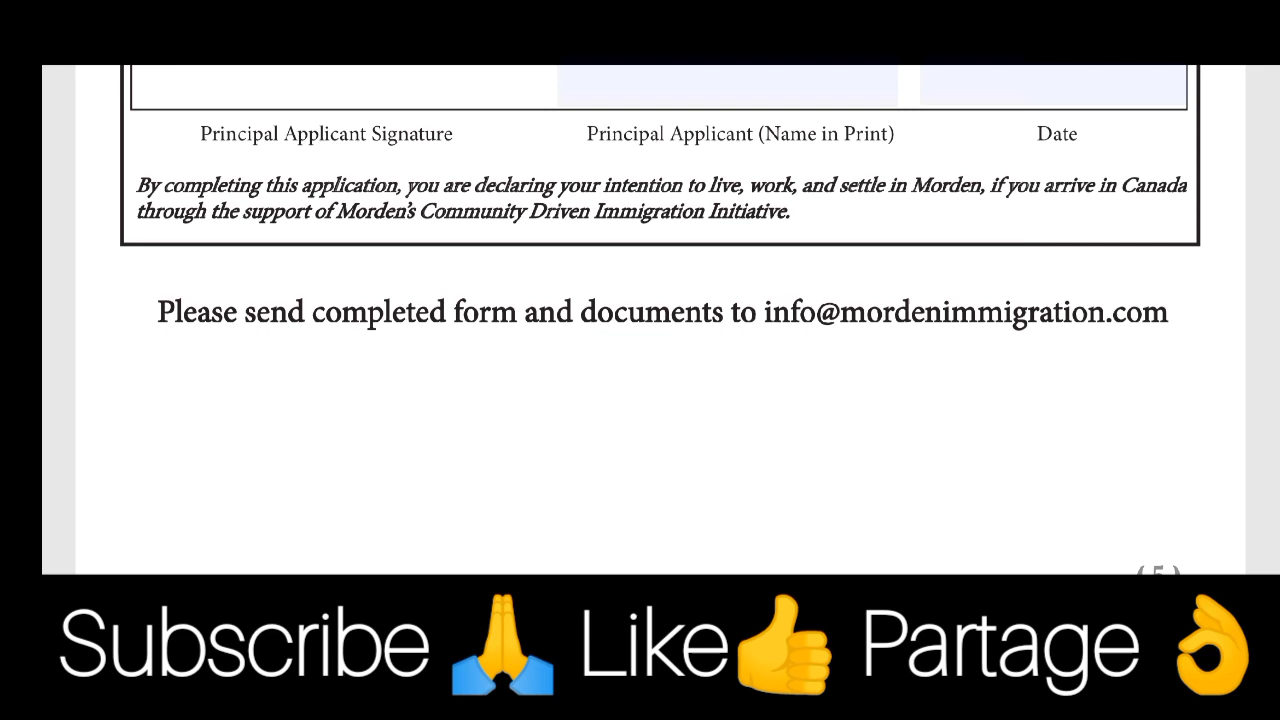 Principal Applicant Signature Principal Applicant (Name in Print) Date
By completing this application, you are declaring your intention to live, work, and settle in Morden, if you arrive in Canada
through the support of Morden's Community Driven Immigration Initiative.
Please send completed form and documents to info@mordenimmigration.com
( 5 )
Subscribe 🙏 Like👍 Partage 👌